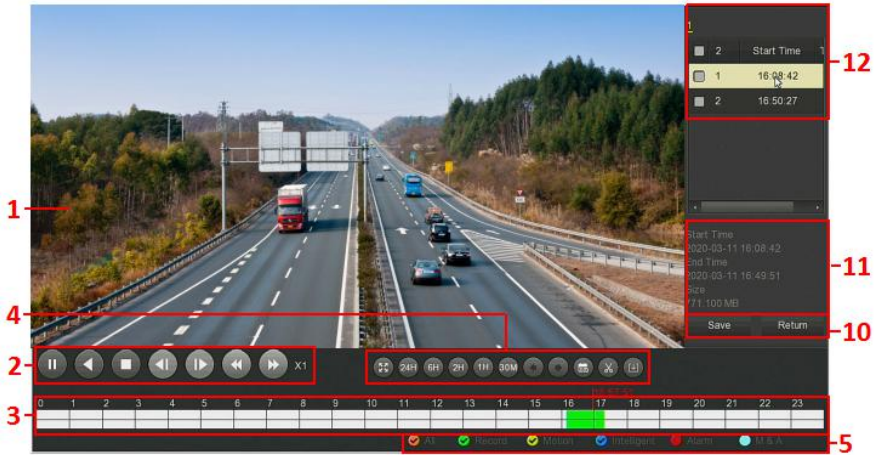 1
2 Start Time
1 16:08:42
2 16:50:27
12
1
Start Time
2020-03-11 16:08:42
End Time
2020-03-11 16:49:51
Size
771.100 MB
11
4
Save Return
10
2
X1
24H 6H 2H 1H 30M
3
0 1 2 3 4 5 6 7 8 9 10 11 12 13 14 15 16 17 18 19 20 21 22 23
All Record Motion Intelligent Alarm M & A
5